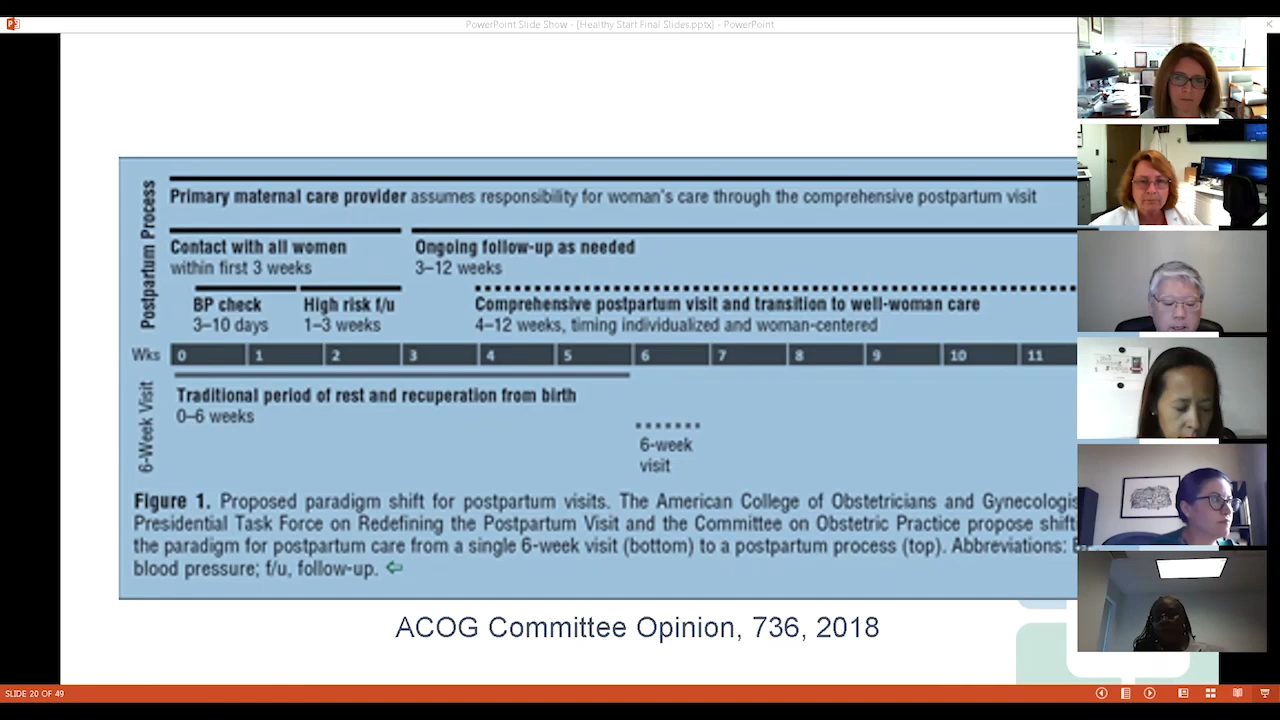 PowerPoint Slide Show - [Healthy Start Final Slides.pptx] - PowerPoint
Postpartum Process
Primary maternal care provider assumes responsibility for woman's care through the comprehensive postpartum visit
Contact with all women
within first 3 weeks
Ongoing follow-up as needed
3–12 weeks
BP check
3–10 days
High risk f/u
1–3 weeks
Comprehensive postpartum visit and transition to well-woman care
4–12 weeks, timing individualized and woman-centered
Wks 0 1 2 3 4 5 6 7 8 9 10 11
6-Week Visit
Traditional period of rest and recuperation from birth
0–6 weeks
6-week
visit
Figure 1. Proposed paradigm shift for postpartum visits. The American College of Obstetricians and Gynecologis
Presidential Task Force on Redefining the Postpartum Visit and the Committee on Obstetric Practice propose shift
the paradigm for postpartum care from a single 6-week visit (bottom) to a postpartum process (top). Abbreviations:
blood pressure; f/u, follow-up.
ACOG Committee Opinion, 736, 2018
SLIDE 20 OF 49